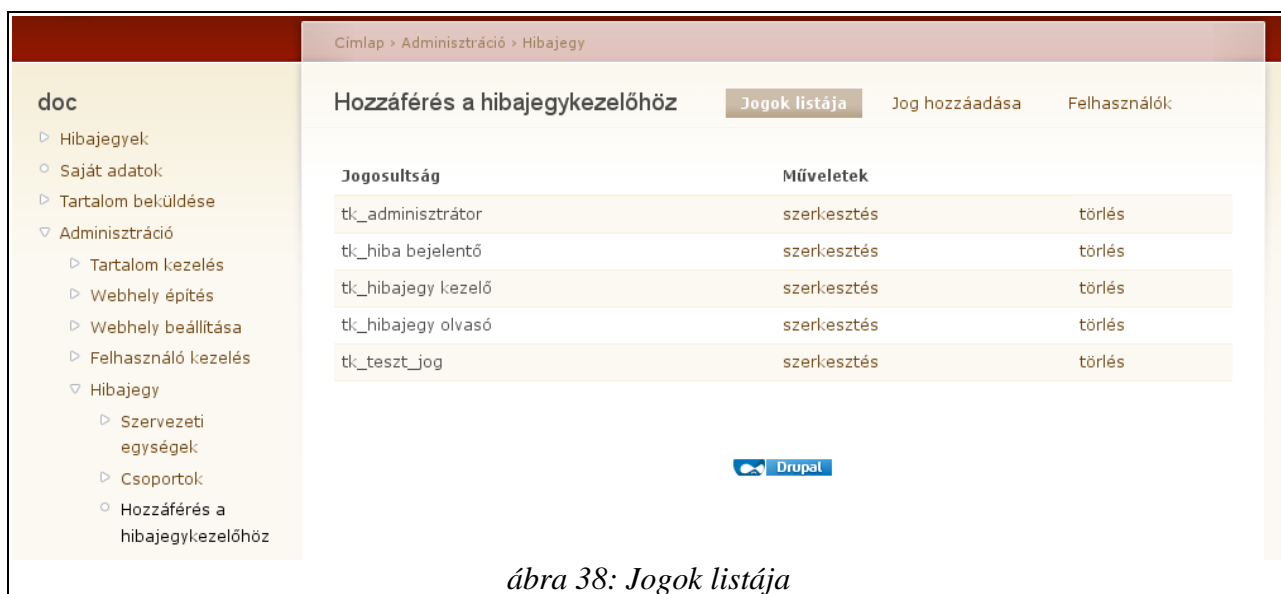 Címlap › Adminisztráció › Hibajegy
doc
Hibajegyek
Saját adatok
Tartalom beküldése
Adminisztráció
Tartalom kezelés
Webhely építés
Webhely beállítása
Felhasználó kezelés
Hibajegy
Szervezeti
egységek
Csoportok
Hozzáférés a
hibajegykezelőhöz
Hozzáférés a hibajegykezelőhöz Jogok listája Jog hozzáadása Felhasználók
Jogosultság Műveletek
tk_adminisztrátor szerkesztés törlés
tk_hiba bejelentő szerkesztés törlés
tk_hibajegy kezelő szerkesztés törlés
tk_hibajegy olvasó szerkesztés törlés
tk_teszt_jog szerkesztés törlés
Drupal
ábra 38: Jogok listája